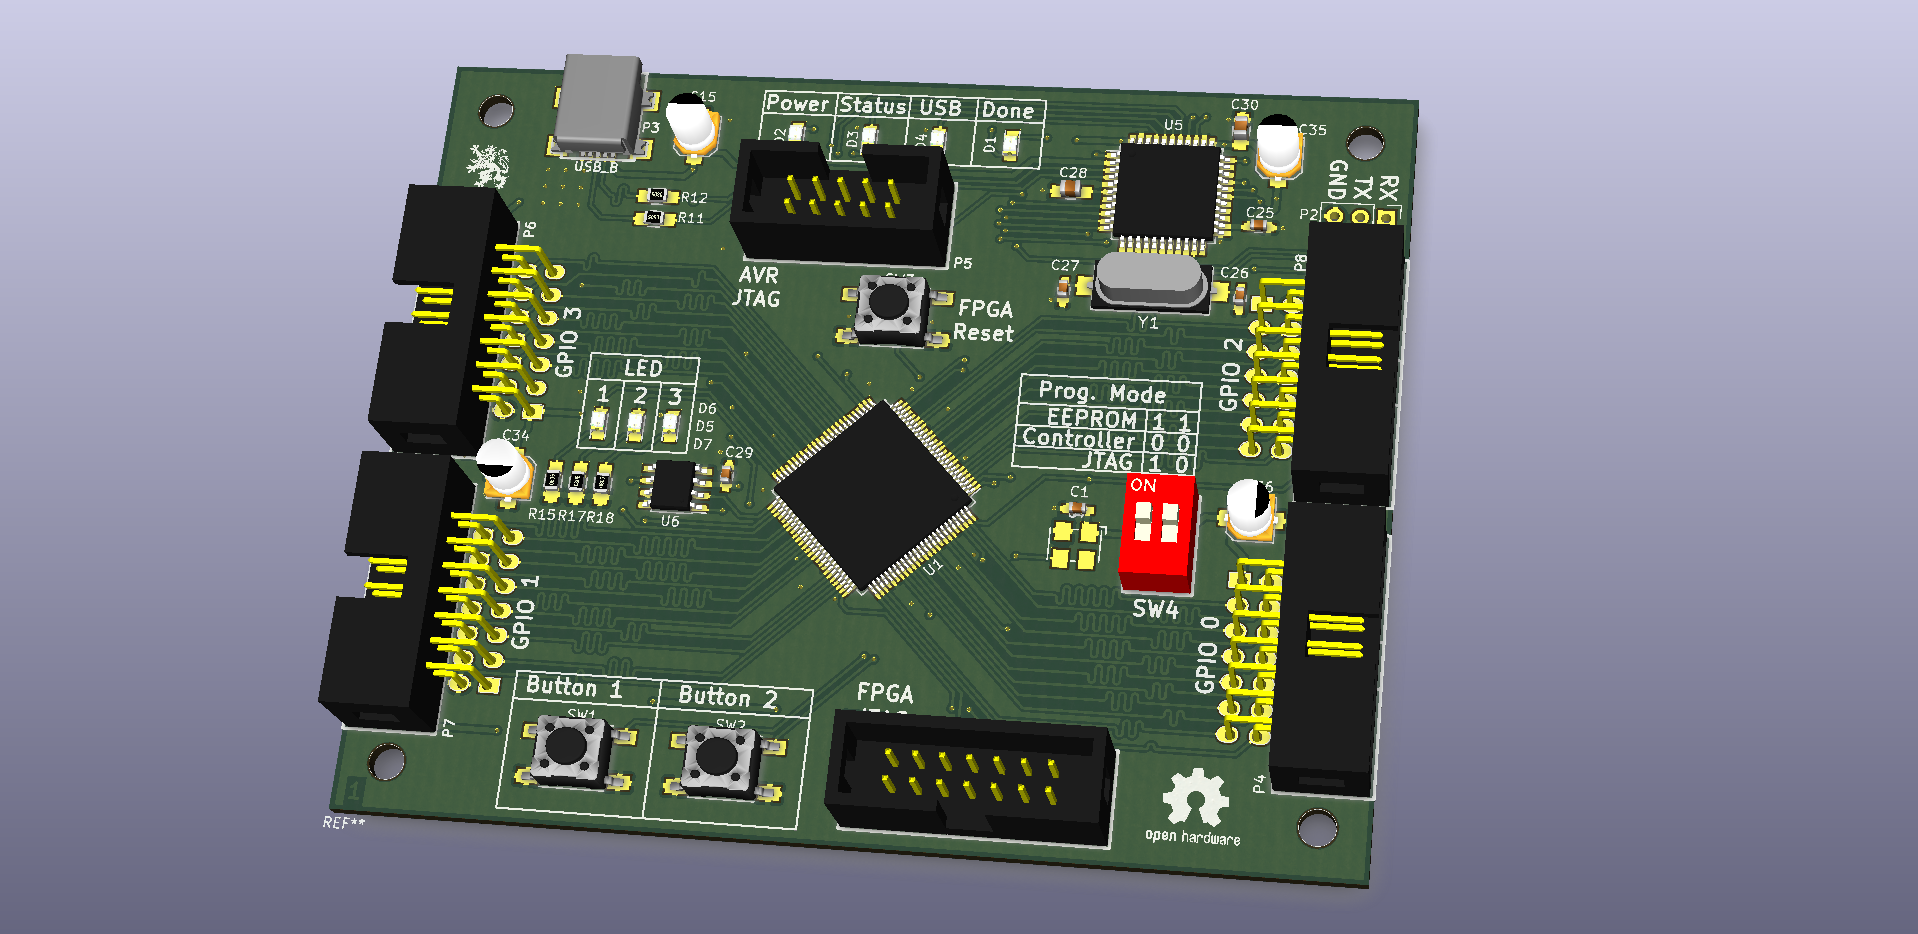 C30
Power Status USB Done
C35
U5
P3
D2 D3 D1
USB_B
C28
GND TX RX
R12
R11
C25
P2
P6
P5
P8
AVR
JTAG
C27
C26
FPGA
Reset
Y1
GPIO 3
GPIO 2
LED
1 2 3
D6
D5
D7
Prog. Mode
EEPROM 1 1
Controller 0 0
JTAG 1 0
C34
C29
ON
C1
R15 R17 R18
U6
U1
SW4
GPIO 1
GPIO 0
Button 1 Button 2
FPGA
SW1
P7
P4
1
open hardware
REF**